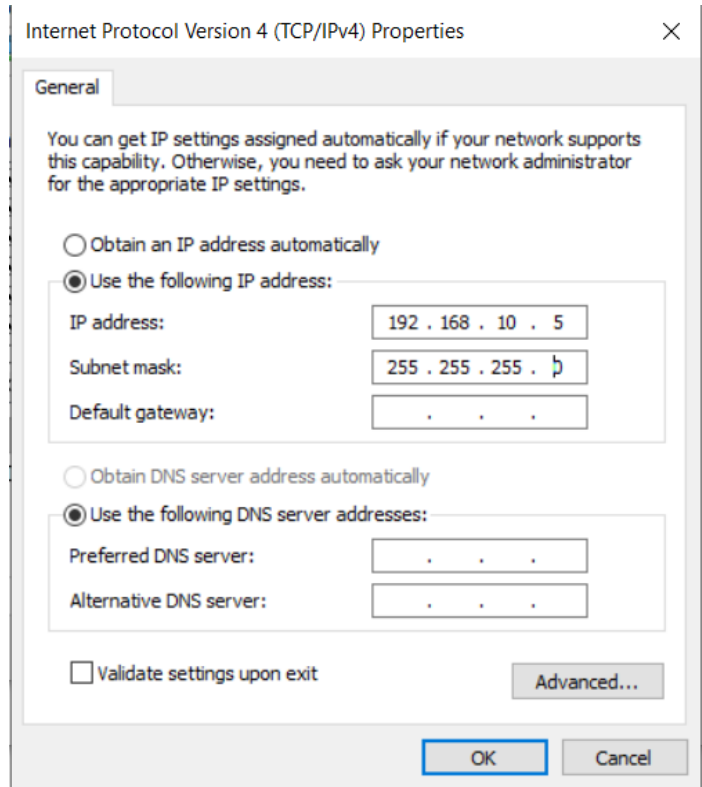 Internet Protocol Version 4 (TCP/IPv4) Properties
General
You can get IP settings assigned automatically if your network supports
this capability. Otherwise, you need to ask your network administrator
for the appropriate IP settings.
Obtain an IP address automatically
Use the following IP address:
IP address: 192 . 168 . 10 . 5
Subnet mask: 255 . 255 . 255 . 0
Default gateway: . . .
Obtain DNS server address automatically
Use the following DNS server addresses:
Preferred DNS server: . . .
Alternative DNS server: . . .
Validate settings upon exit
Advanced...
OK Cancel